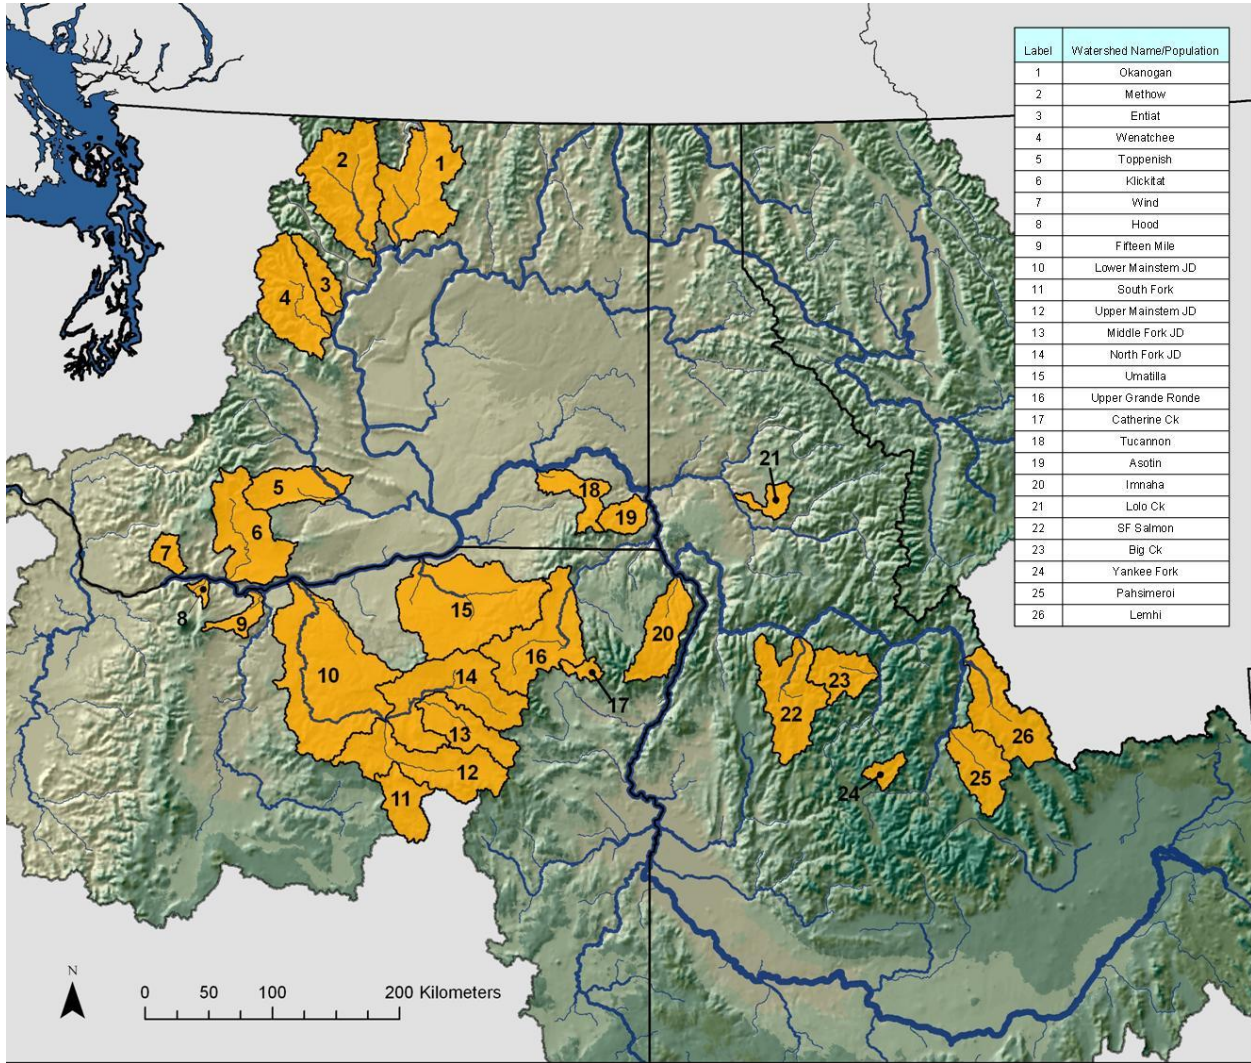 Label Watershed Name/Population
1 Okanogan
2 Methow
3 Entiat
4 Wenatchee
5 Toppenish
6 Klickitat
7 Wind
8 Hood
9 Fifteen Mile
10 Lower Mainstem JD
11 South Fork
12 Upper Mainstem JD
13 Middle Fork JD
14 North Fork JD
15 Umatilla
16 Upper Grande Ronde
17 Catherine Ck
18 Tucannon
19 Asotin
20 Imnaha
21 Lolo Ck
22 SF Salmon
23 Big Ck
24 Yankee Fork
25 Pahsimeroi
26 Lemhi
2
1
3
4
21
5
18
19
6
7
8
9
15
20
10
16
14
17
23
22
13
26
12
25
24
11
N
0 50 100 200 Kilometers